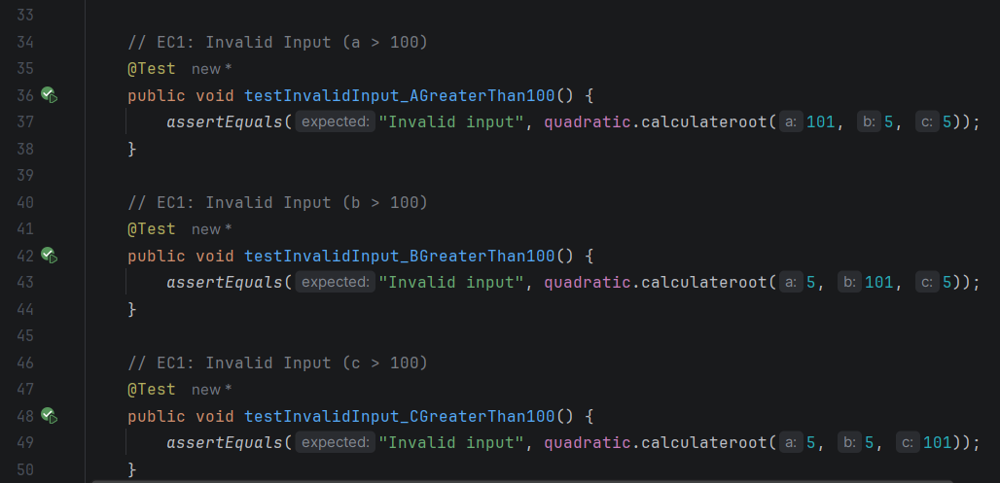 33
34 // EC1: Invalid Input (a > 100)
35 @Test new *
36 public void testInvalidInput_AGreaterThan100() {
37 assertEquals( expected: "Invalid input", quadratic.calculateroot( a: 101, b: 5, c: 5));
38 }
39
40 // EC1: Invalid Input (b > 100)
41 @Test new *
42 public void testInvalidInput_BGreaterThan100() {
43 assertEquals( expected: "Invalid input", quadratic.calculateroot( a: 5, b: 101, c: 5));
44 }
45
46 // EC1: Invalid Input (c > 100)
47 @Test new *
48 public void testInvalidInput_CGreaterThan100() {
49 assertEquals( expected: "Invalid input", quadratic.calculateroot( a: 5, b: 5, c: 101));
50 }